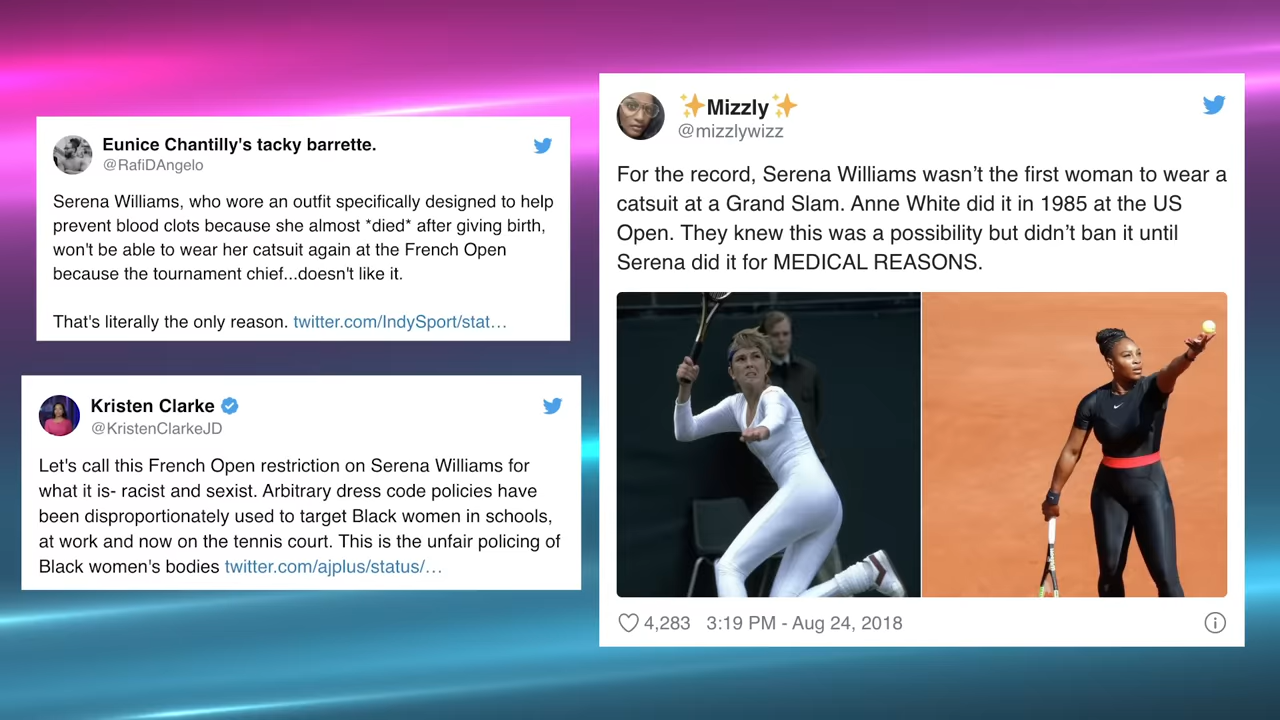 Eunice Chantilly's tacky barrette.
@RafiDAngelo
Serena Williams, who wore an outfit specifically designed to help
prevent blood clots because she almost *died* after giving birth,
won't be able to wear her catsuit again at the French Open
because the tournament chief...doesn't like it.
That's literally the only reason. twitter.com/IndySport/stat…
Kristen Clarke
@KristenClarkeJD
Let's call this French Open restriction on Serena Williams for
what it is- racist and sexist. Arbitrary dress code policies have
been disproportionately used to target Black women in schools,
at work and now on the tennis court. This is the unfair policing of
Black women's bodies twitter.com/ajplus/status/…
✨Mizzly✨
@mizzlywizz
For the record, Serena Williams wasn’t the first woman to wear a
catsuit at a Grand Slam. Anne White did it in 1985 at the US
Open. They knew this was a possibility but didn’t ban it until
Serena did it for MEDICAL REASONS.
4,283 3:19 PM - Aug 24, 2018